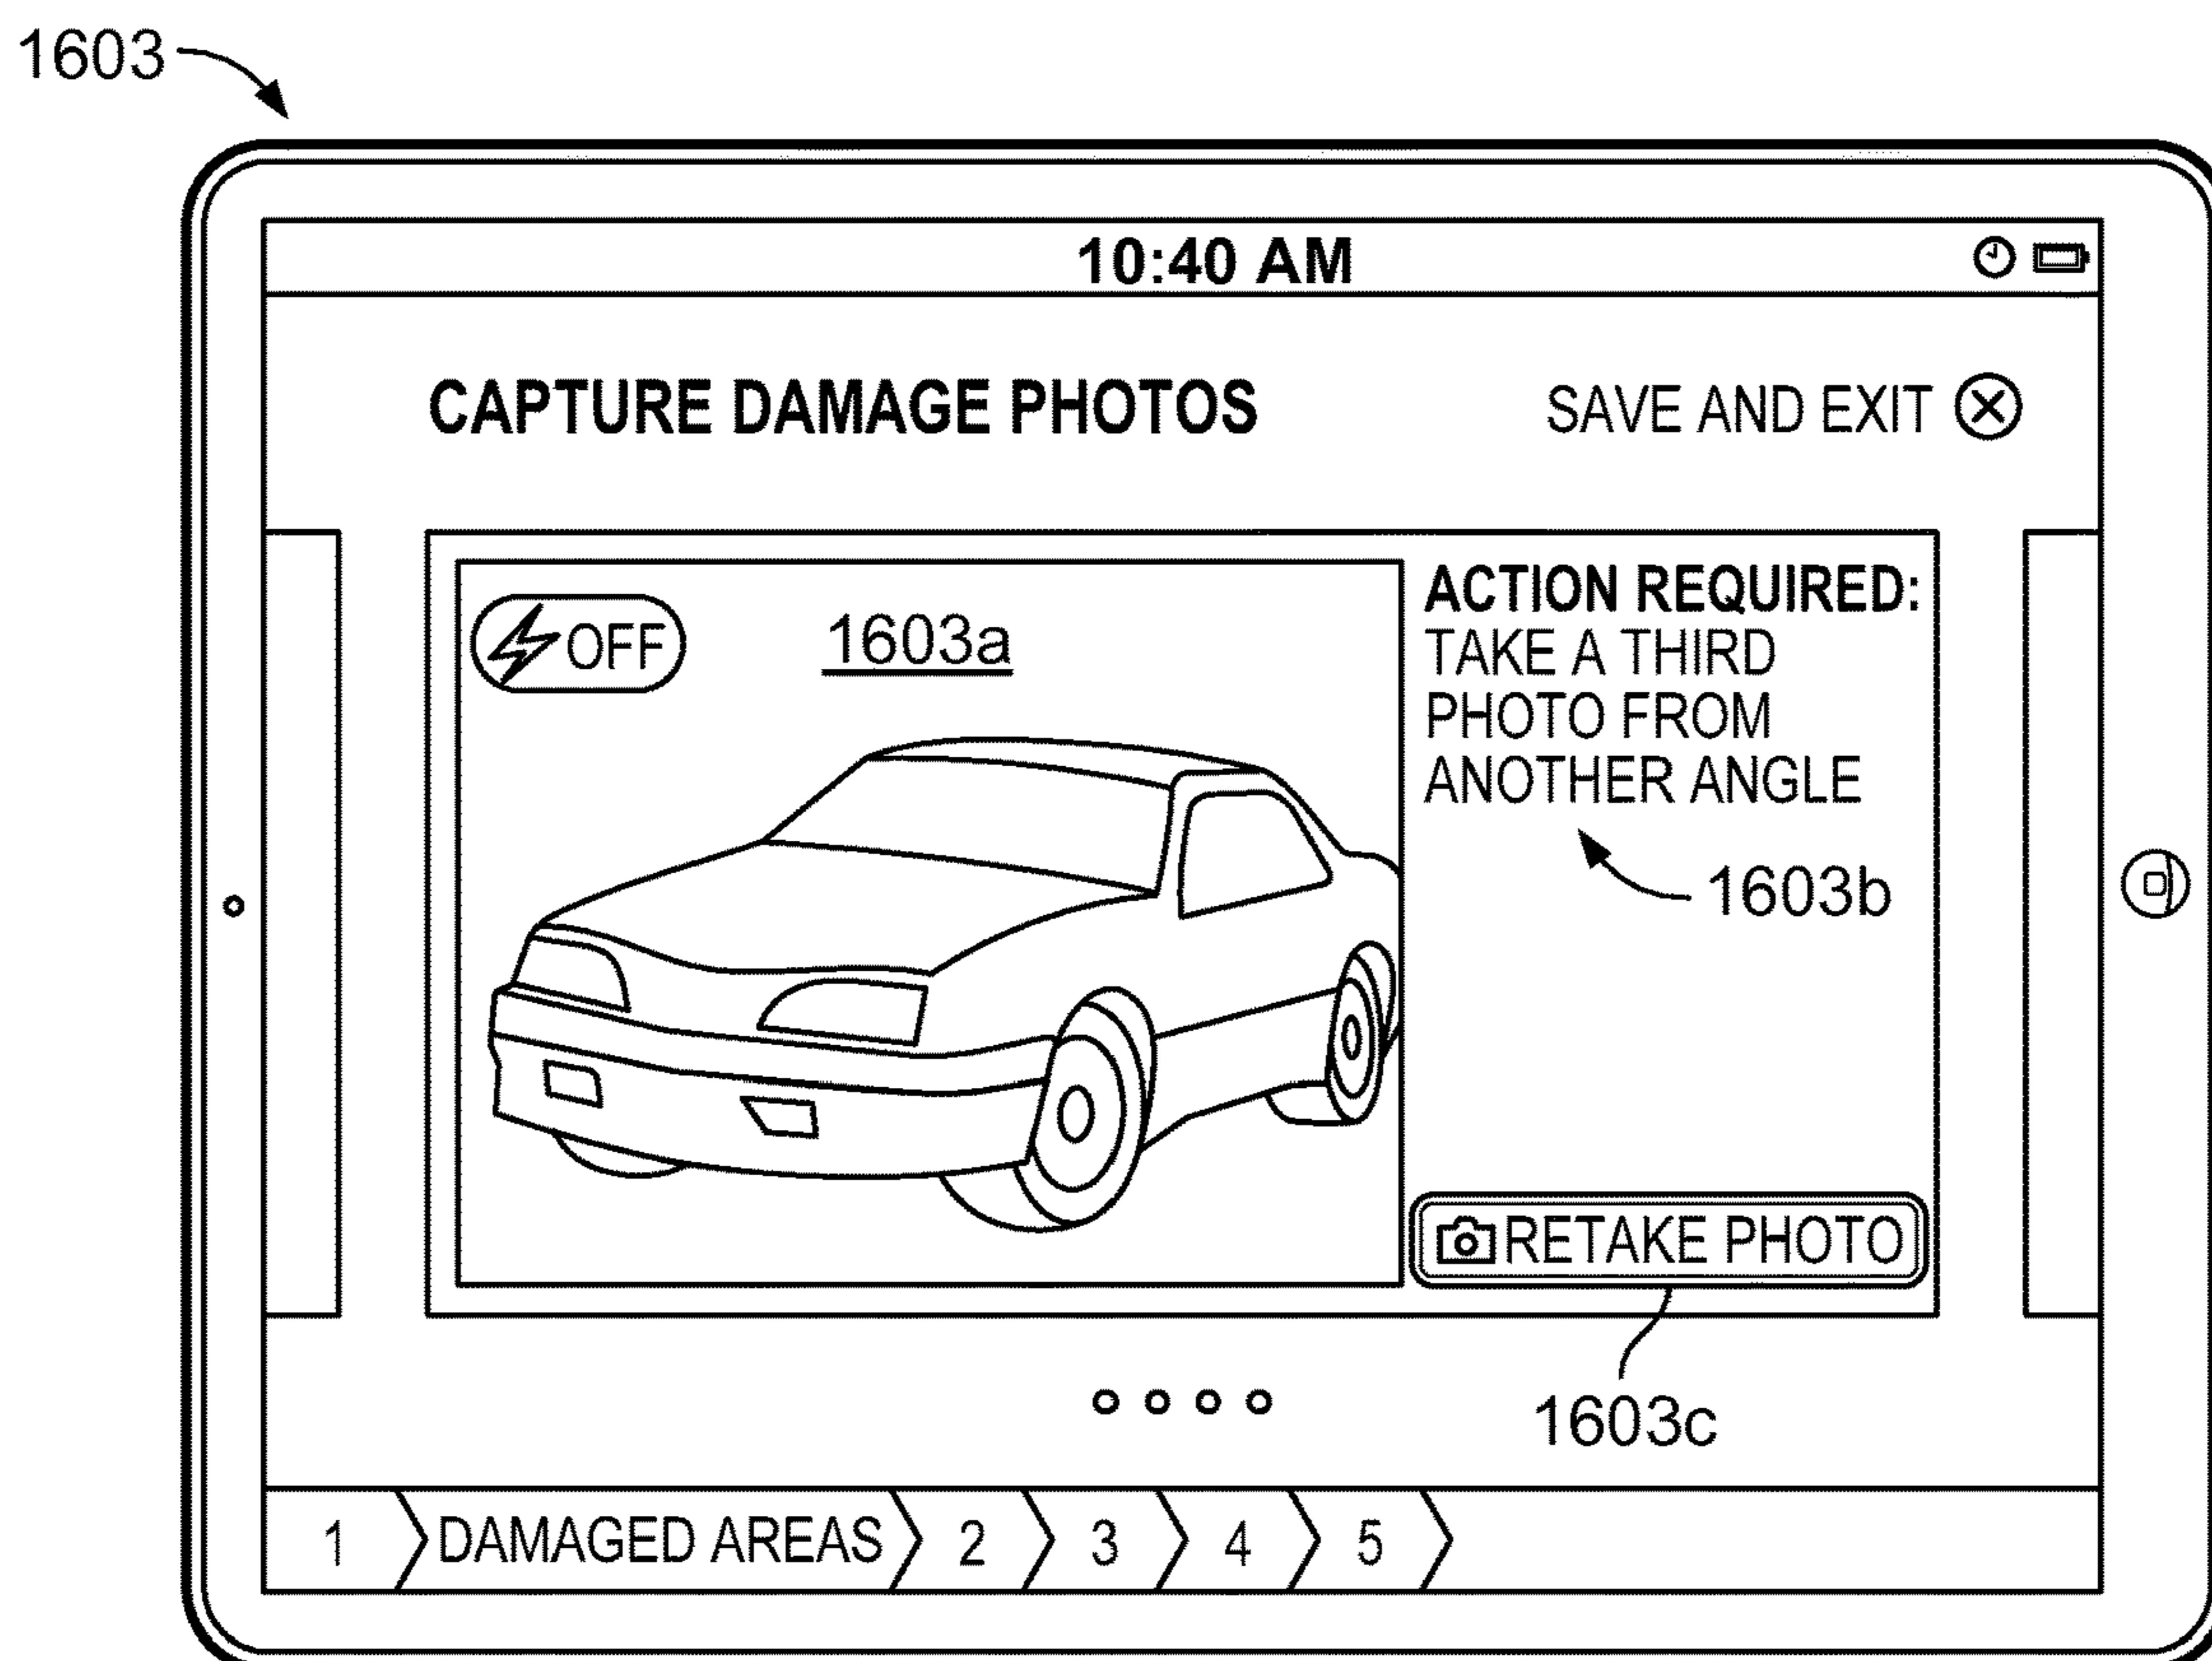 1603
10:40 AM
CAPTURE DAMAGE PHOTOS
SAVE AND EXIT
OFF
1603a
ACTION REQUIRED:
TAKE A THIRD
PHOTO FROM
ANOTHER ANGLE
1603b
RETAKE PHOTO
1603c
1 DAMAGED AREAS 2 3 4 5